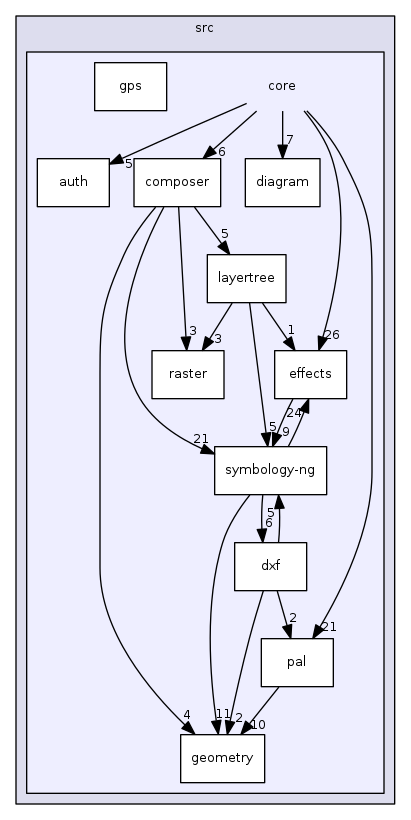 src
gps
core
7
5
6
auth
composer
diagram
5
layertree
3
3
1
26
raster
effects
21
5
9
24
symbology-ng
5
6
dxf
2
21
pal
4
11
2
10
geometry